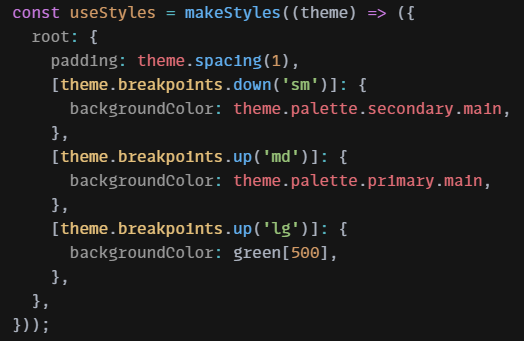 const useStyles = makeStyles((theme) => ({
  root: {
    padding: theme.spacing(1),
    [theme.breakpoints.down('sm')]: {
      backgroundColor: theme.palette.secondary.main,
    },
    [theme.breakpoints.up('md')]: {
      backgroundColor: theme.palette.primary.main,
    },
    [theme.breakpoints.up('lg')]: {
      backgroundColor: green[500],
    },
  },
}));